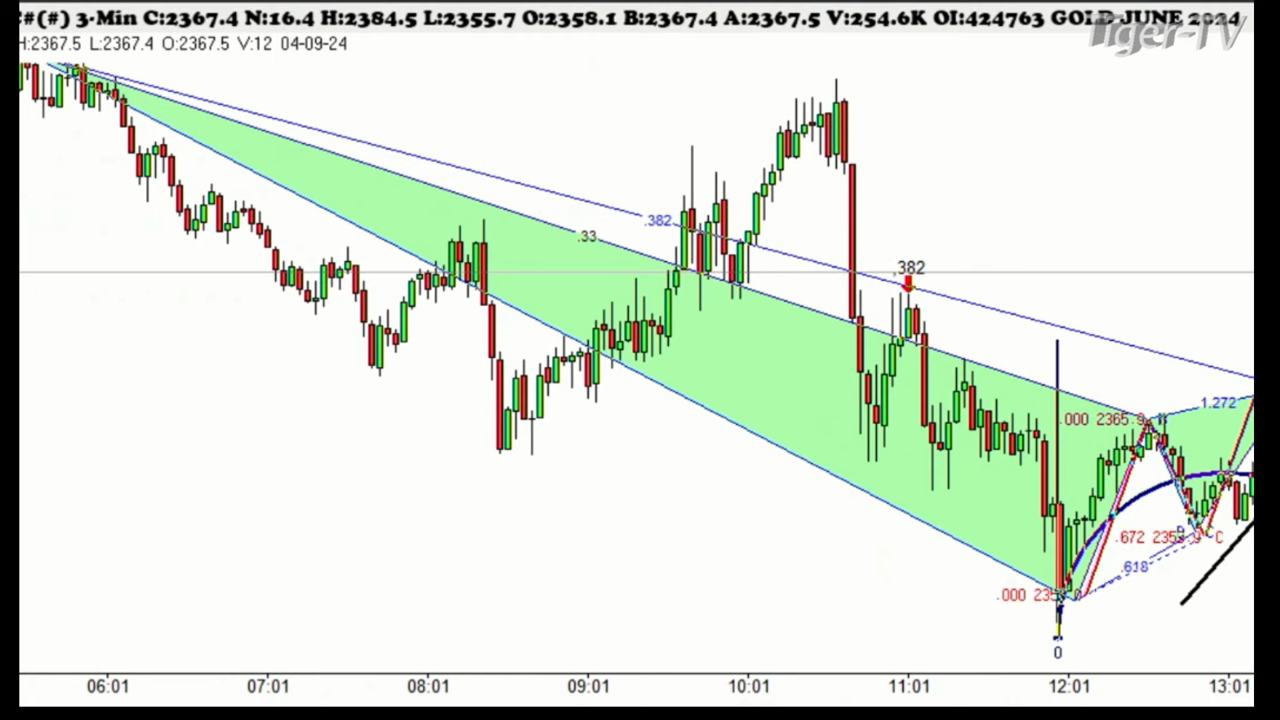 #(#) 3-Min C:2367.4 N:16.4 H:2384.5 L:2355.7 O:2358.1 B:2367.4 A:2367.5 V:254.6K OI:424763 GOLD JUNE 2024
Tiger-TV
H:2367.5 L:2367.4 O:2367.5 V:12 04-09-24
.382
.33
.382
1.272
.000 2365.9
.672 C
.618
.000
0
06:01 07:01 08:01 09:01 10:01 11:01 12:01 13:01